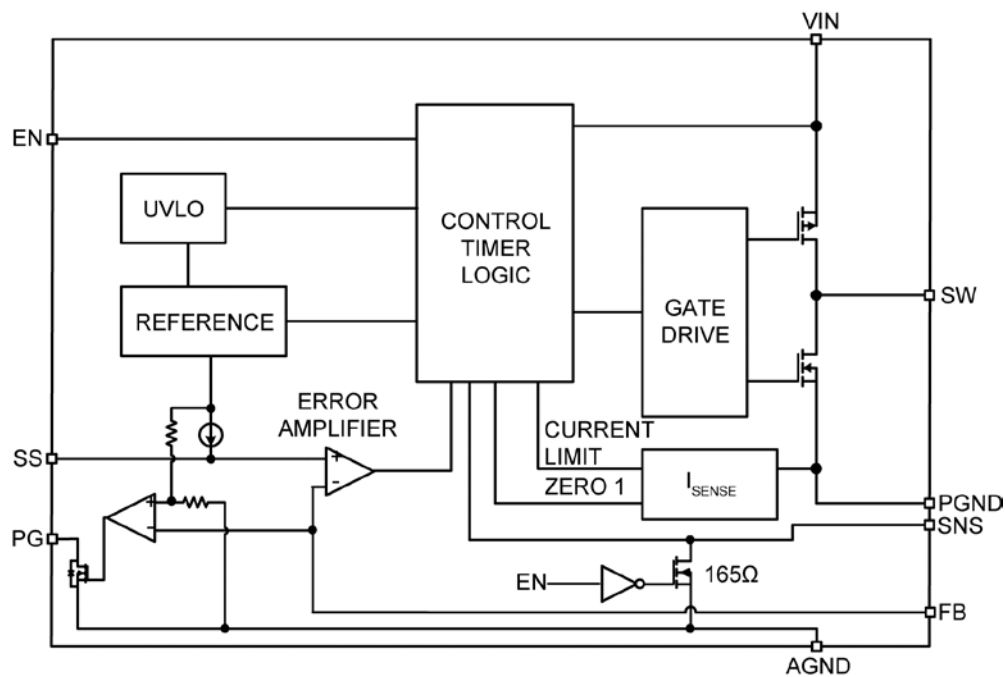 VIN
EN
UVLO
CONTROL
TIMER
LOGIC
REFERENCE
GATE
DRIVE
SW
ERROR
AMPLIFIER
SS
+
-
CURRENT
LIMIT
ZERO 1
ISENSE
PGND
SNS
+
-
PG
EN
165Ω
FB
AGND